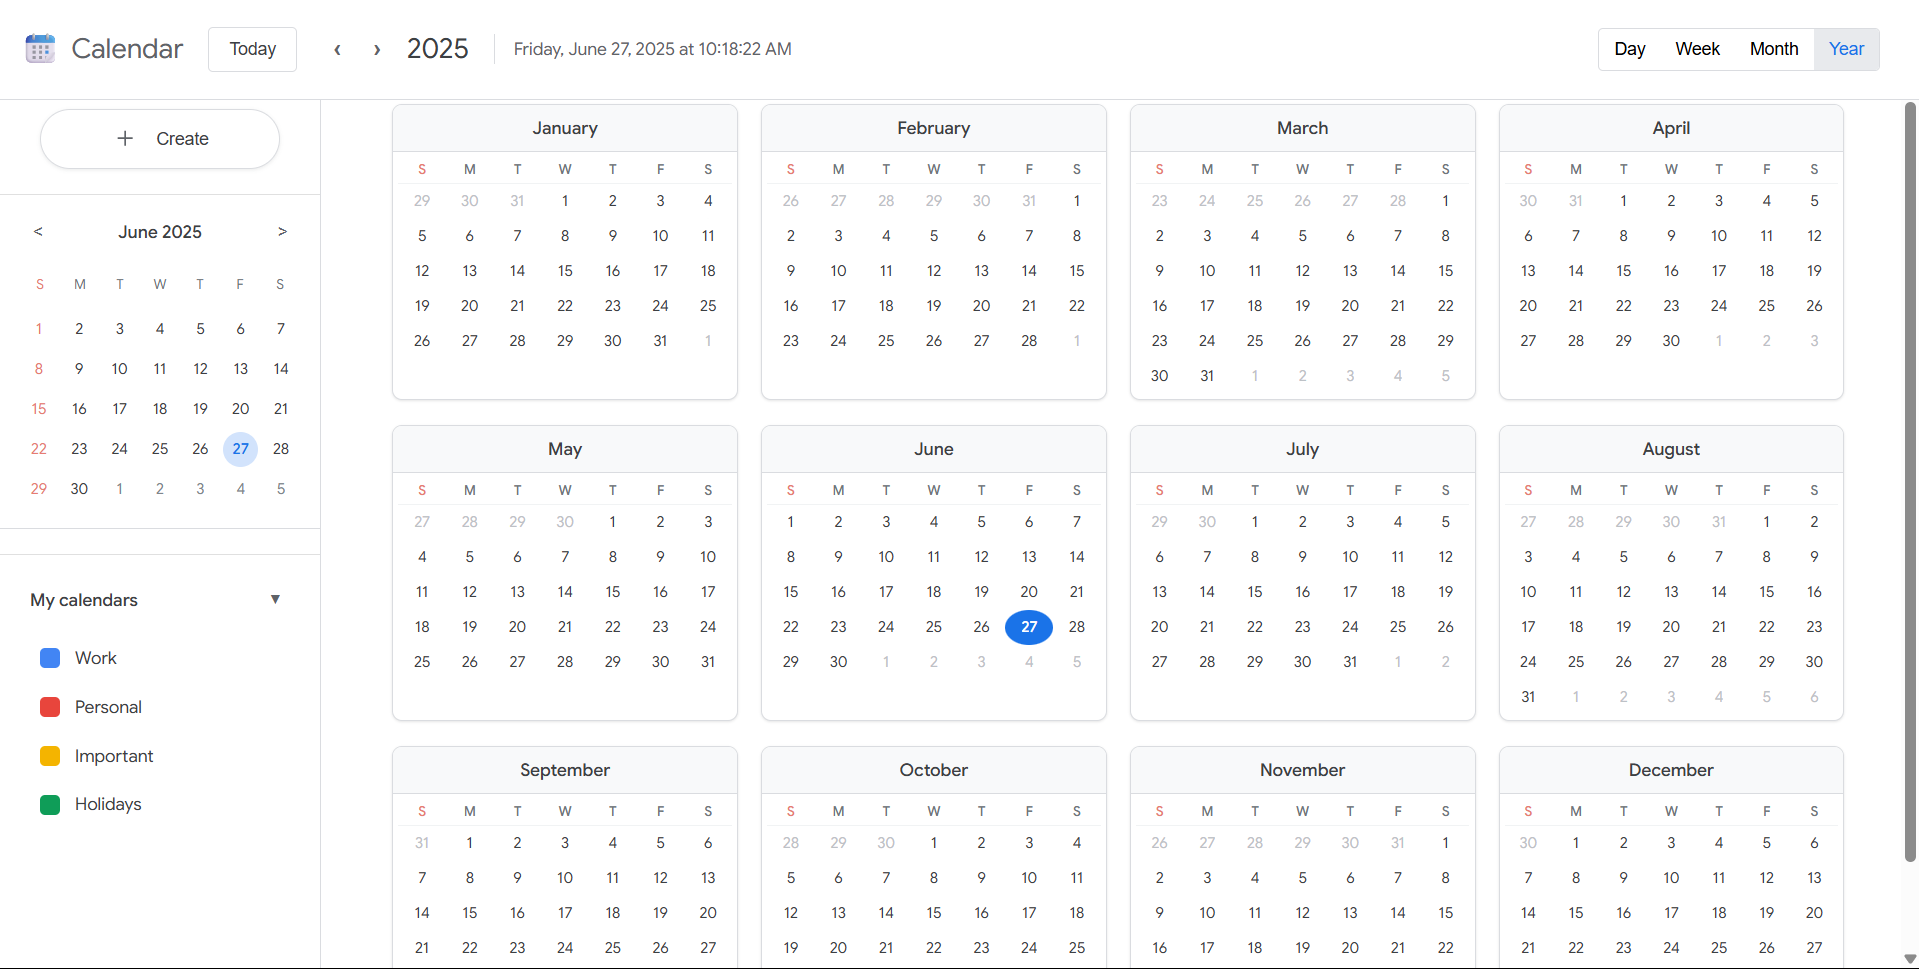 Calendar Today ‹ › 2025 Friday, June 27, 2025 at 10:18:22 AM Day Week Month Year
+ Create
< June 2025 >
S M T W T F S
1 2 3 4 5 6 7
8 9 10 11 12 13 14
15 16 17 18 19 20 21
22 23 24 25 26 27 28
29 30 1 2 3 4 5
My calendars ▼
Work
Personal
Important
Holidays
January
S M T W T F S
29 30 31 1 2 3 4
5 6 7 8 9 10 11
12 13 14 15 16 17 18
19 20 21 22 23 24 25
26 27 28 29 30 31 1
February
S M T W T F S
26 27 28 29 30 31 1
2 3 4 5 6 7 8
9 10 11 12 13 14 15
16 17 18 19 20 21 22
23 24 25 26 27 28 1
March
S M T W T F S
23 24 25 26 27 28 1
2 3 4 5 6 7 8
9 10 11 12 13 14 15
16 17 18 19 20 21 22
23 24 25 26 27 28 29
30 31 1 2 3 4 5
April
S M T W T F S
30 31 1 2 3 4 5
6 7 8 9 10 11 12
13 14 15 16 17 18 19
20 21 22 23 24 25 26
27 28 29 30 1 2 3
May
S M T W T F S
27 28 29 30 1 2 3
4 5 6 7 8 9 10
11 12 13 14 15 16 17
18 19 20 21 22 23 24
25 26 27 28 29 30 31
June
S M T W T F S
1 2 3 4 5 6 7
8 9 10 11 12 13 14
15 16 17 18 19 20 21
22 23 24 25 26 27 28
29 30 1 2 3 4 5
July
S M T W T F S
29 30 1 2 3 4 5
6 7 8 9 10 11 12
13 14 15 16 17 18 19
20 21 22 23 24 25 26
27 28 29 30 31 1 2
August
S M T W T F S
27 28 29 30 31 1 2
3 4 5 6 7 8 9
10 11 12 13 14 15 16
17 18 19 20 21 22 23
24 25 26 27 28 29 30
31 1 2 3 4 5 6
September
S M T W T F S
31 1 2 3 4 5 6
7 8 9 10 11 12 13
14 15 16 17 18 19 20
21 22 23 24 25 26 27
October
S M T W T F S
28 29 30 1 2 3 4
5 6 7 8 9 10 11
12 13 14 15 16 17 18
19 20 21 22 23 24 25
November
S M T W T F S
26 27 28 29 30 31 1
2 3 4 5 6 7 8
9 10 11 12 13 14 15
16 17 18 19 20 21 22
December
S M T W T F S
30 1 2 3 4 5 6
7 8 9 10 11 12 13
14 15 16 17 18 19 20
21 22 23 24 25 26 27